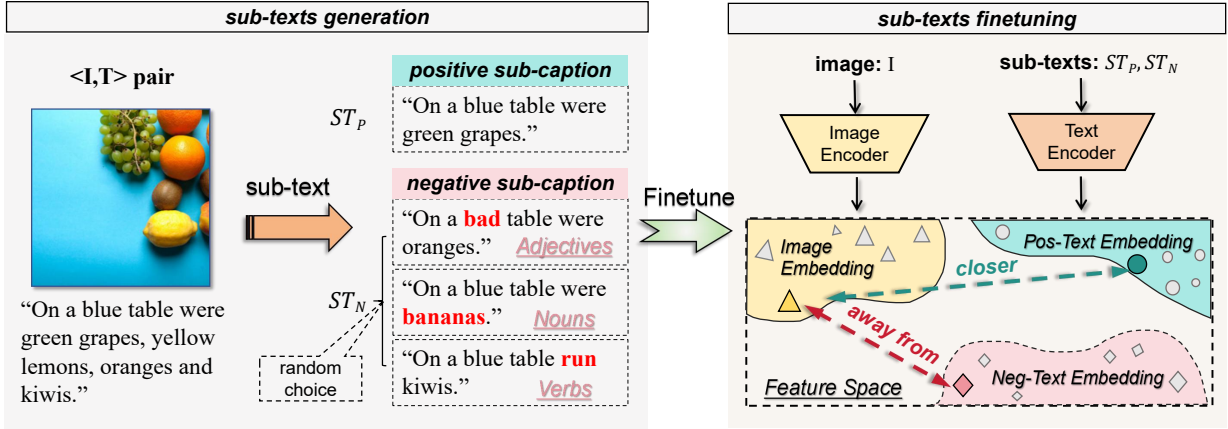 sub-texts generation
<I,T> pair
“On a blue table were
green grapes, yellow
lemons, oranges and
kiwis.”
sub-text
positive sub-caption
ST_P
“On a blue table were
green grapes.”
negative sub-caption
“On a bad table were
oranges.” Adjectives
ST_N
“On a blue table were
bananas.” Nouns
random
choice
“On a blue table run
kiwis.” Verbs
Finetune
sub-texts finetuning
image: I
sub-texts: ST_P, ST_N
Image
Encoder
Text
Encoder
Image
Embedding
Pos-Text Embedding
closer
away from
Neg-Text Embedding
Feature Space